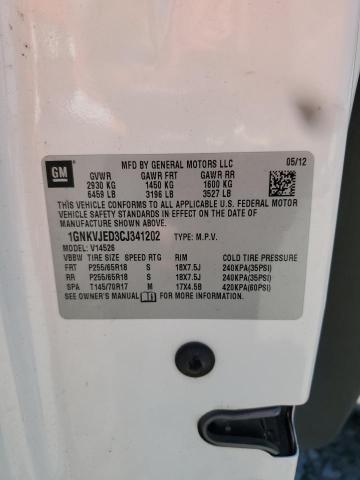 GM
MFD BY GENERAL MOTORS LLC 05/12
GVWR GAWR FRT GAWR RR
2930 KG 1450 KG 1600 KG
6459 LB 3196 LB 3527 LB
THIS VEHICLE CONFORMS TO ALL APPLICABLE U.S. FEDERAL MOTOR
VEHICLE SAFETY STANDARDS IN EFFECT ON THE DATE OF
MANUFACTURE SHOWN ABOVE.
1GNKVJED3CJ341202 TYPE: M.P.V.
MODEL: V14526
VBBW TIRE SIZE SPEED RTG RIM COLD TIRE PRESSURE
FRT P255/65R18 S 18X7.5J 240KPA(35PSI)
RR P255/65R18 S 18X7.5J 240KPA(35PSI)
SPA T145/70R17 M 17X4.5B 420KPA(60PSI)
SEE OWNER'S MANUAL FOR MORE INFORMATION.